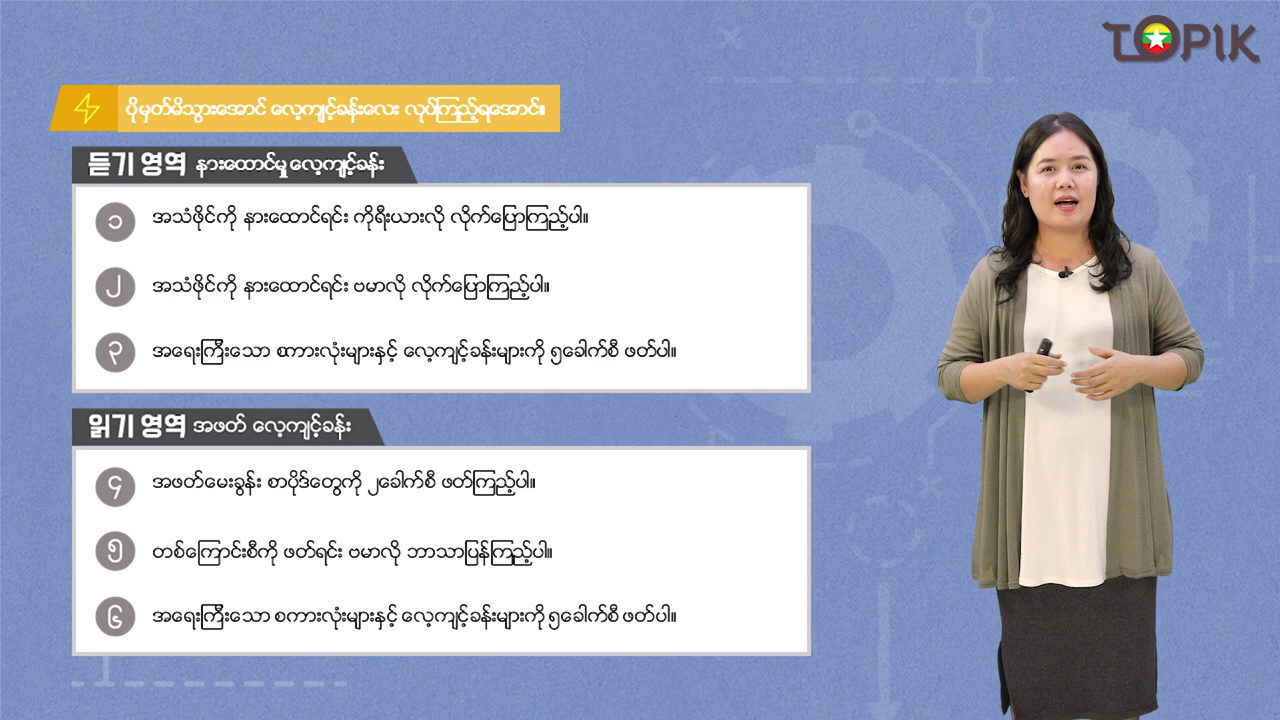 TOPIK
ပိုမှတ်မိသွားအောင် လေ့ကျင့်ခန်းလေး လုပ်ကြည့်ရအောင်။
듣기 영역 နားထောင်မှု လေ့ကျင့်ခန်း
၁ အသံဖိုင်ကို နားထောင်ရင်း ကိုရီးယားလို လိုက်ပြောကြည့်ပါ။
၂ အသံဖိုင်ကို နားထောင်ရင်း ဗမာလို လိုက်ပြောကြည့်ပါ။
၃ အရေးကြီးသော စကားလုံးများနှင့် လေ့ကျင့်ခန်းများကို ၅ခေါက်စီ ဖတ်ပါ။
읽기 영역 အဖတ် လေ့ကျင့်ခန်း
၄ အဖတ်မေးခွန်း စာပိုဒ်တွေကို ၂ခေါက်စီ ဖတ်ကြည့်ပါ။
၅ တစ်ကြောင်းစီကို ဖတ်ရင်း ဗမာလို ဘာသာပြန်ကြည့်ပါ။
၆ အရေးကြီးသော စကားလုံးများနှင့် လေ့ကျင့်ခန်းများကို ၅ခေါက်စီ ဖတ်ပါ။